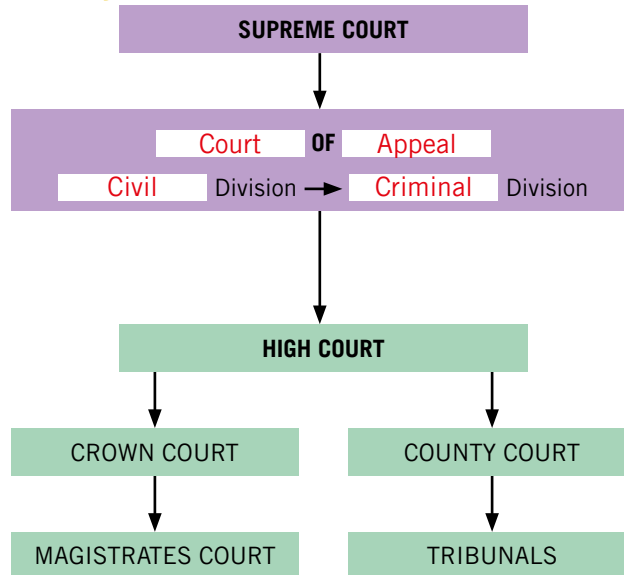 SUPREME COURT
Court OF Appeal
Civil Division Criminal Division
HIGH COURT
CROWN COURT
COUNTY COURT
MAGISTRATES COURT
TRIBUNALS